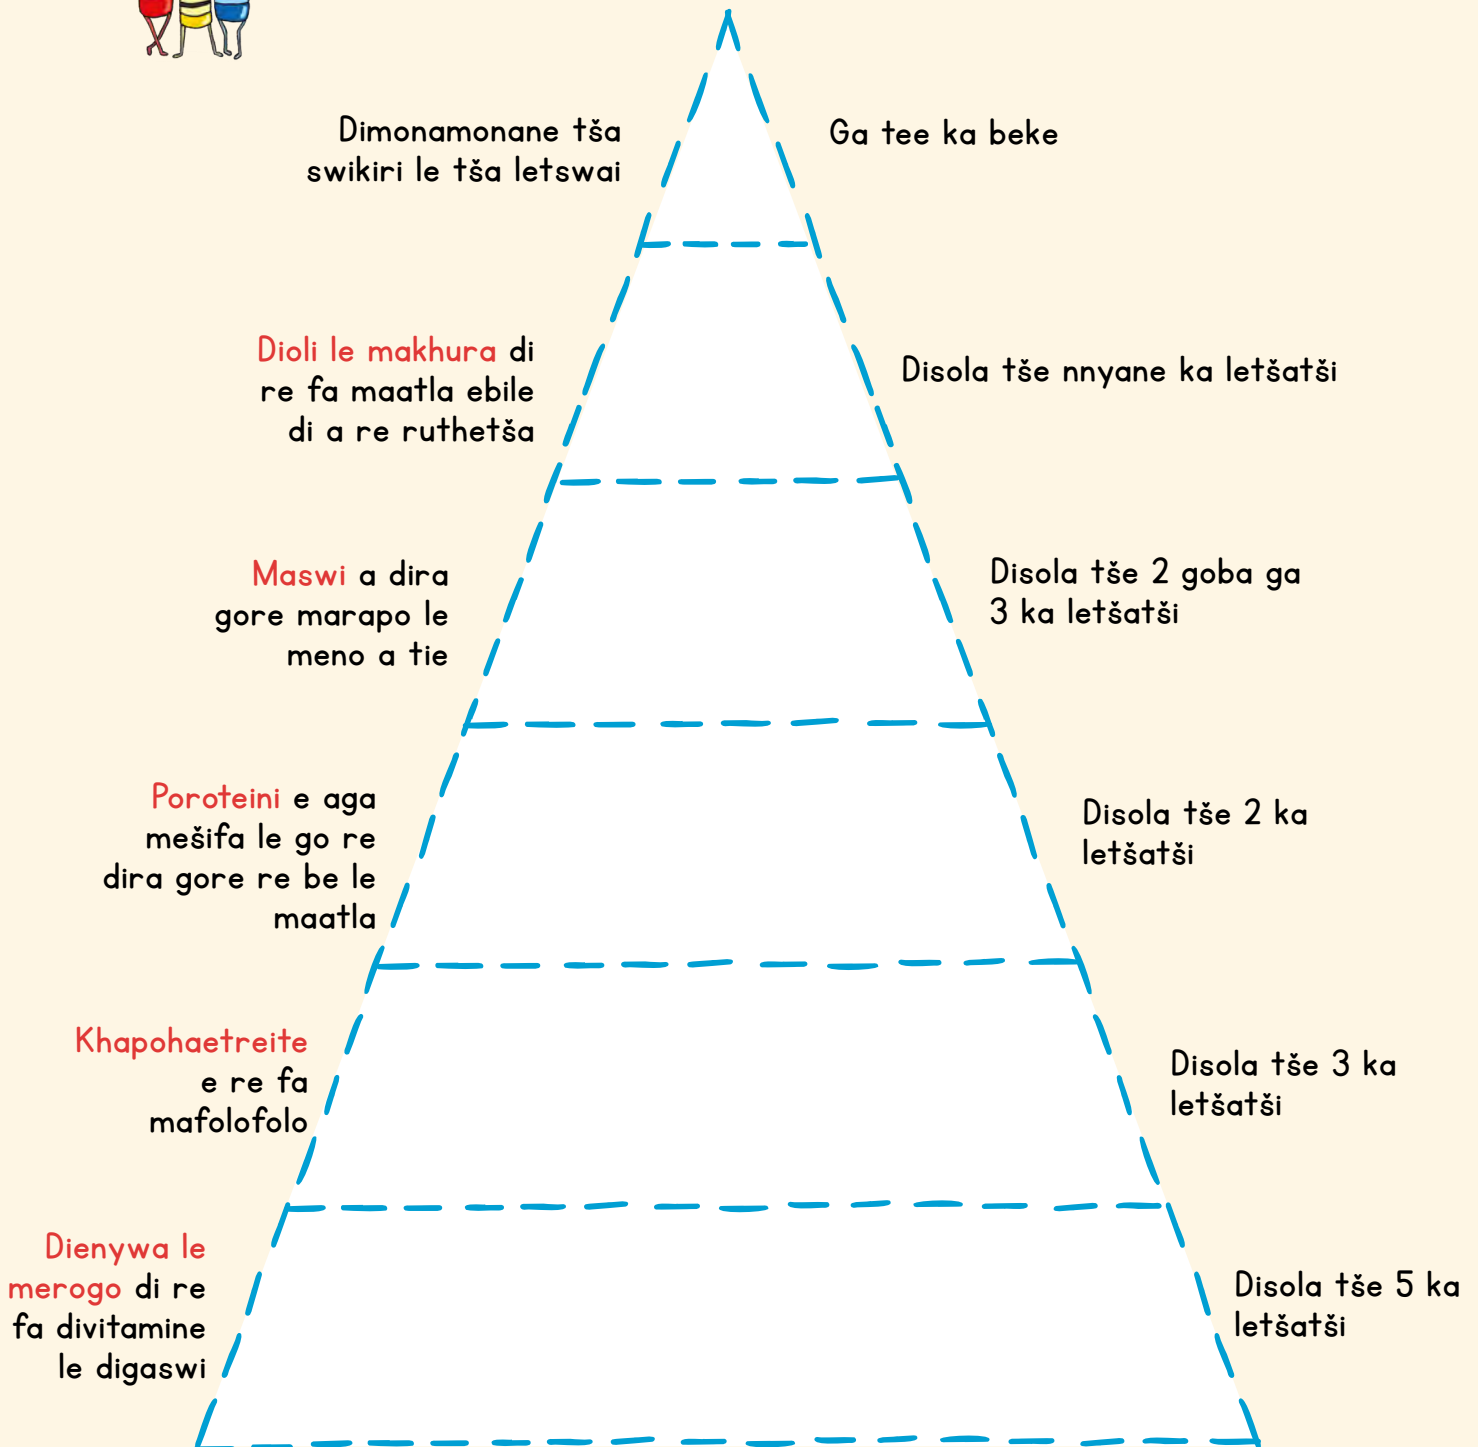 Dimonamonane tša
swikiri le tša letswai
Ga tee ka beke
Dioli le makhura di
re fa maatla ebile
di a re ruthetša
Disola tše nnyane ka letšatši
Maswi a dira
gore marapo le
meno a tie
Disola tše 2 goba ga
3 ka letšatši
Poroteini e aga
mešifa le go re
dira gore re be le
maatla
Disola tše 2 ka
letšatši
Khapohaetreite
e re fa
mafolofolo
Disola tše 3 ka
letšatši
Dienywa le
merogo di re
fa divitamine
le digaswi
Disola tše 5 ka
letšatši